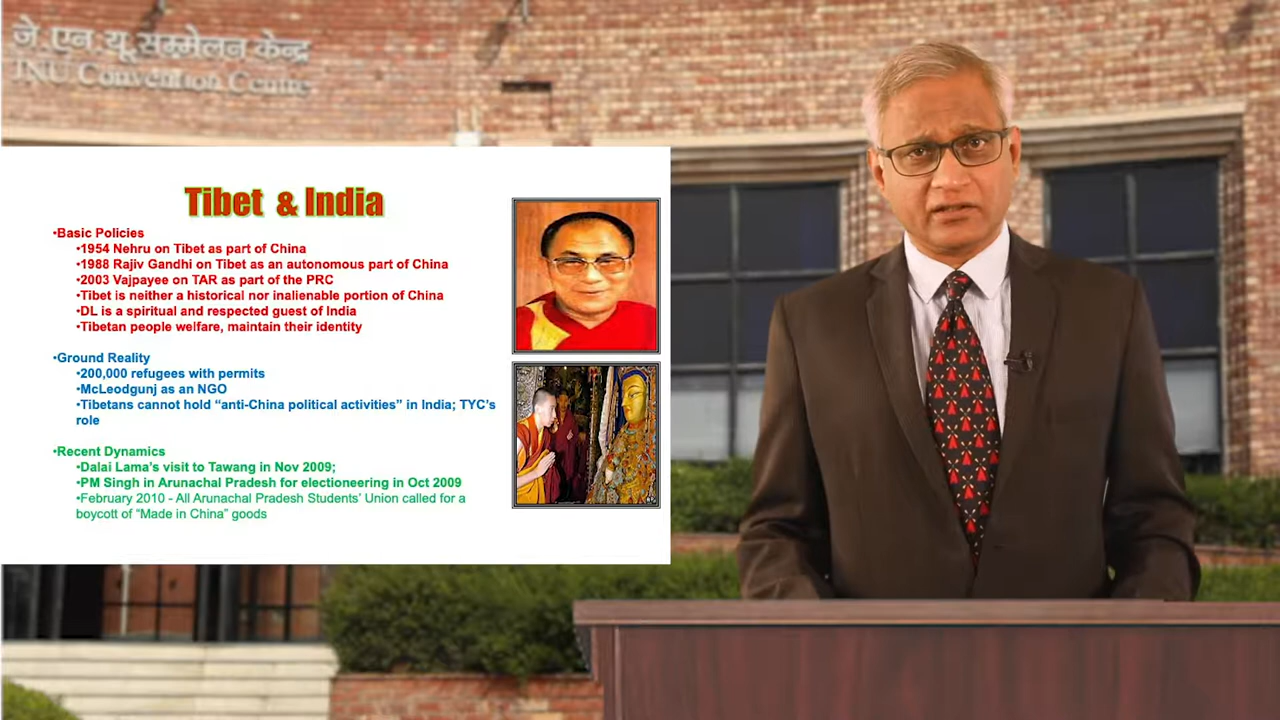 जे.एन.यू.सम्मेलन केन्द्र
JNU Convention Centre
Tibet & India
•Basic Policies
•1954 Nehru on Tibet as part of China
•1988 Rajiv Gandhi on Tibet as an autonomous part of China
•2003 Vajpayee on TAR as part of the PRC
•Tibet is neither a historical nor inalienable portion of China
•DL is a spiritual and respected guest of India
•Tibetan people welfare, maintain their identity
•Ground Reality
•200,000 refugees with permits
•McLeodgunj as an NGO
•Tibetans cannot hold “anti-China political activities” in India; TYC’s
role
•Recent Dynamics
•Dalai Lama’s visit to Tawang in Nov 2009;
•PM Singh in Arunachal Pradesh for electioneering in Oct 2009
•February 2010 - All Arunachal Pradesh Students’ Union called for a
boycott of “Made in China” goods